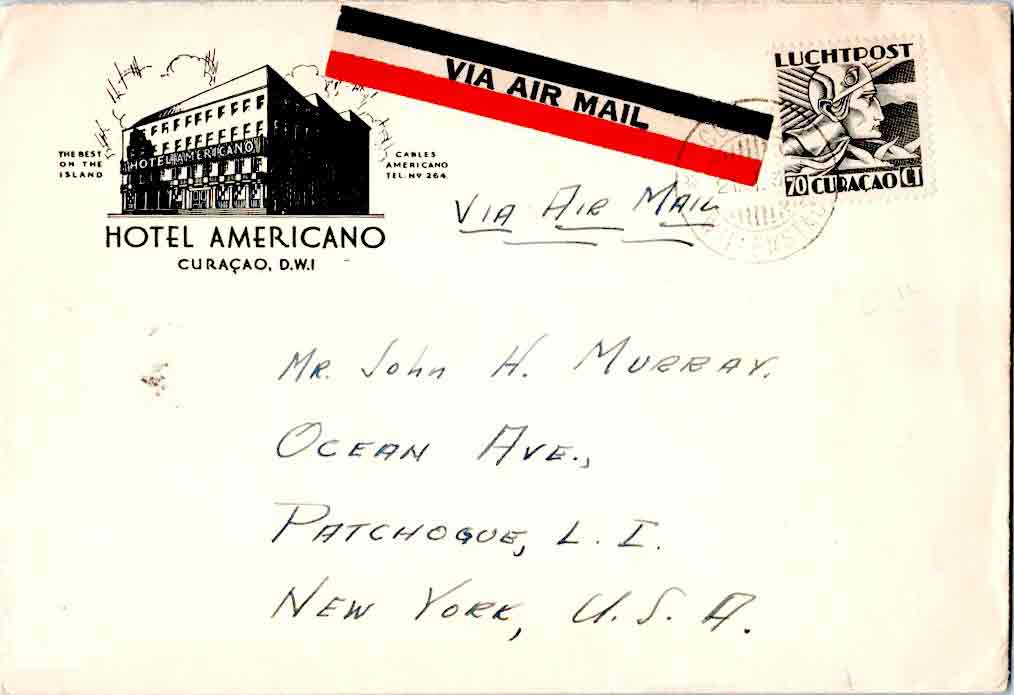 VIA AIR MAIL
LUCHTPOST
70 CURAÇAO CT
THE BEST
ON THE
ISLAND
HOTEL AMERICANO
CABLES
AMERICANO
TEL. Nº 264.
HOTEL AMERICANO
CURAÇAO, D.W.I
VIA AIR MAIL
MR. John H. MURRAY.
OCEAN AVE.,
PATCHOGUE, L. I.
NEW YORK, U. S. A.